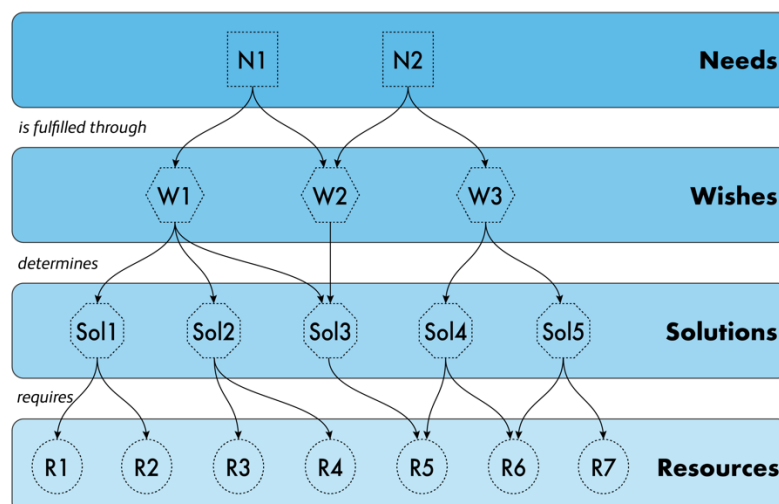 N1 N2 Needs
is fulfilled through
W1 W2 W3 Wishes
determines
Sol1 Sol2 Sol3 Sol4 Sol5 Solutions
requires
R1 R2 R3 R4 R5 R6 R7 Resources